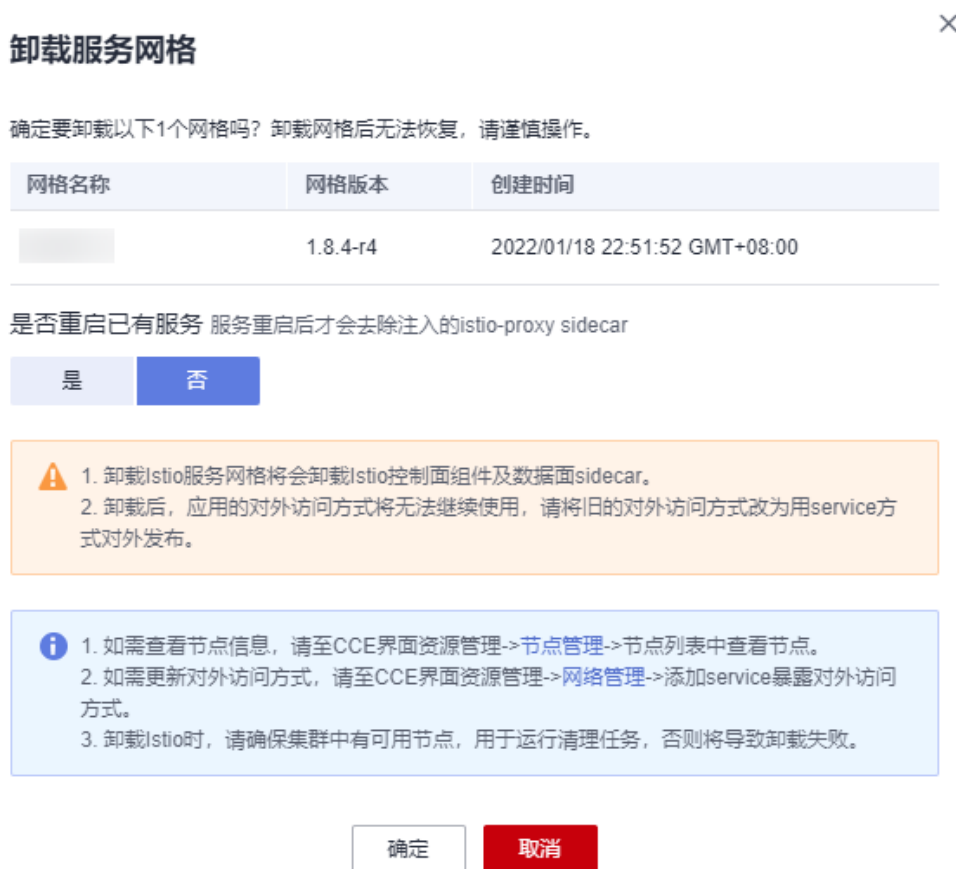 卸载服务网格
确定要卸载以下1个网格吗？卸载网格后无法恢复，请谨慎操作。
网格名称 网格版本 创建时间
1.8.4-r4 2022/01/18 22:51:52 GMT+08:00
是否重启已有服务 服务重启后才会去除注入的istio-proxy sidecar
是 否
1. 卸载Istio服务网格将会卸载Istio控制面组件及数据面sidecar。
2. 卸载后，应用的对外访问方式将无法继续使用，请将旧的对外访问方式改为用service方
式对外发布。
1. 如需查看节点信息，请至CCE界面资源管理->节点管理->节点列表中查看节点。
2. 如需更新对外访问方式，请至CCE界面资源管理->网络管理->添加service暴露对外访问
方式。
3. 卸载Istio时，请确保集群中有可用节点，用于运行清理任务，否则将导致卸载失败。
确定 取消